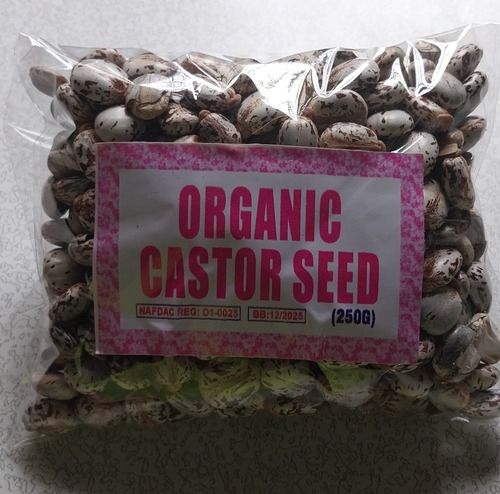 ORGANIC
CASTOR SEED
NAFDAC REG: D1-0025 BB:12/2025 (250G)